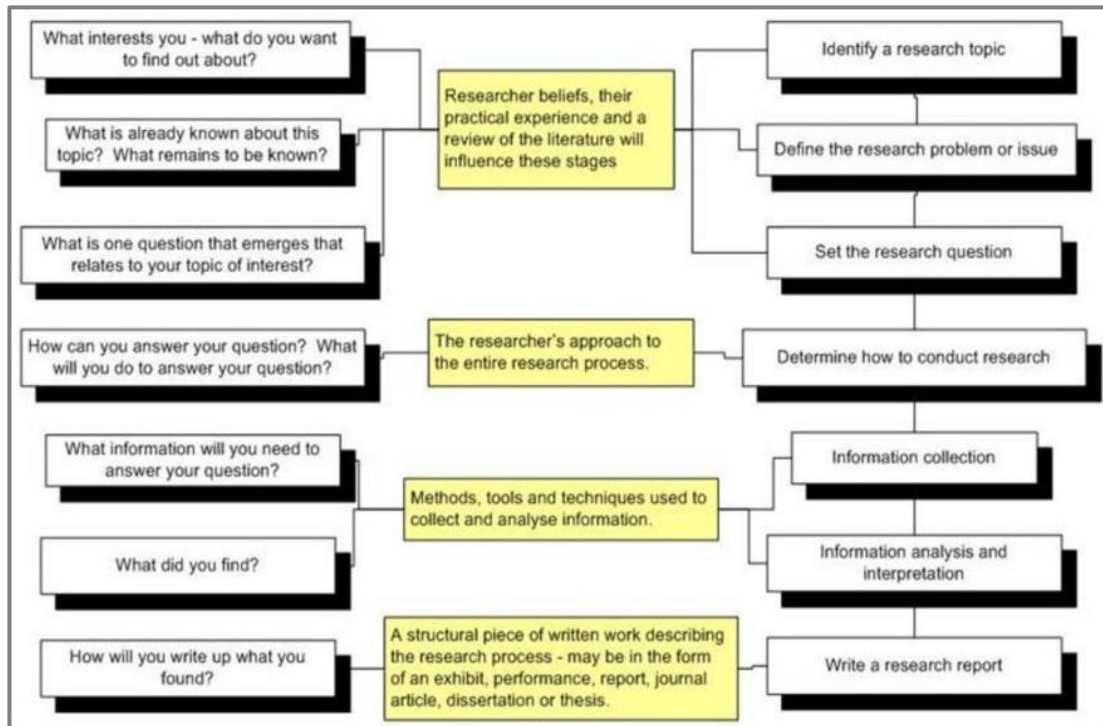 What interests you - what do you want
to find out about?
Researcher beliefs, their
practical experience and a
review of the literature will
influence these stages
Identify a research topic
What is already known about this
topic? What remains to be known?
Define the research problem or issue
What is one question that emerges that
relates to your topic of interest?
Set the research question
How can you answer your question? What
will you do to answer your question?
The researcher's approach to
the entire research process.
Determine how to conduct research
What information will you need to
answer your question?
Methods, tools and techniques used to
collect and analyse information.
Information collection
What did you find?
Information analysis and
interpretation
How will you write up what you
found?
A structural piece of written work describing
the research process - may be in the form
of an exhibit, performance, report, journal
article, dissertation or thesis.
Write a research report